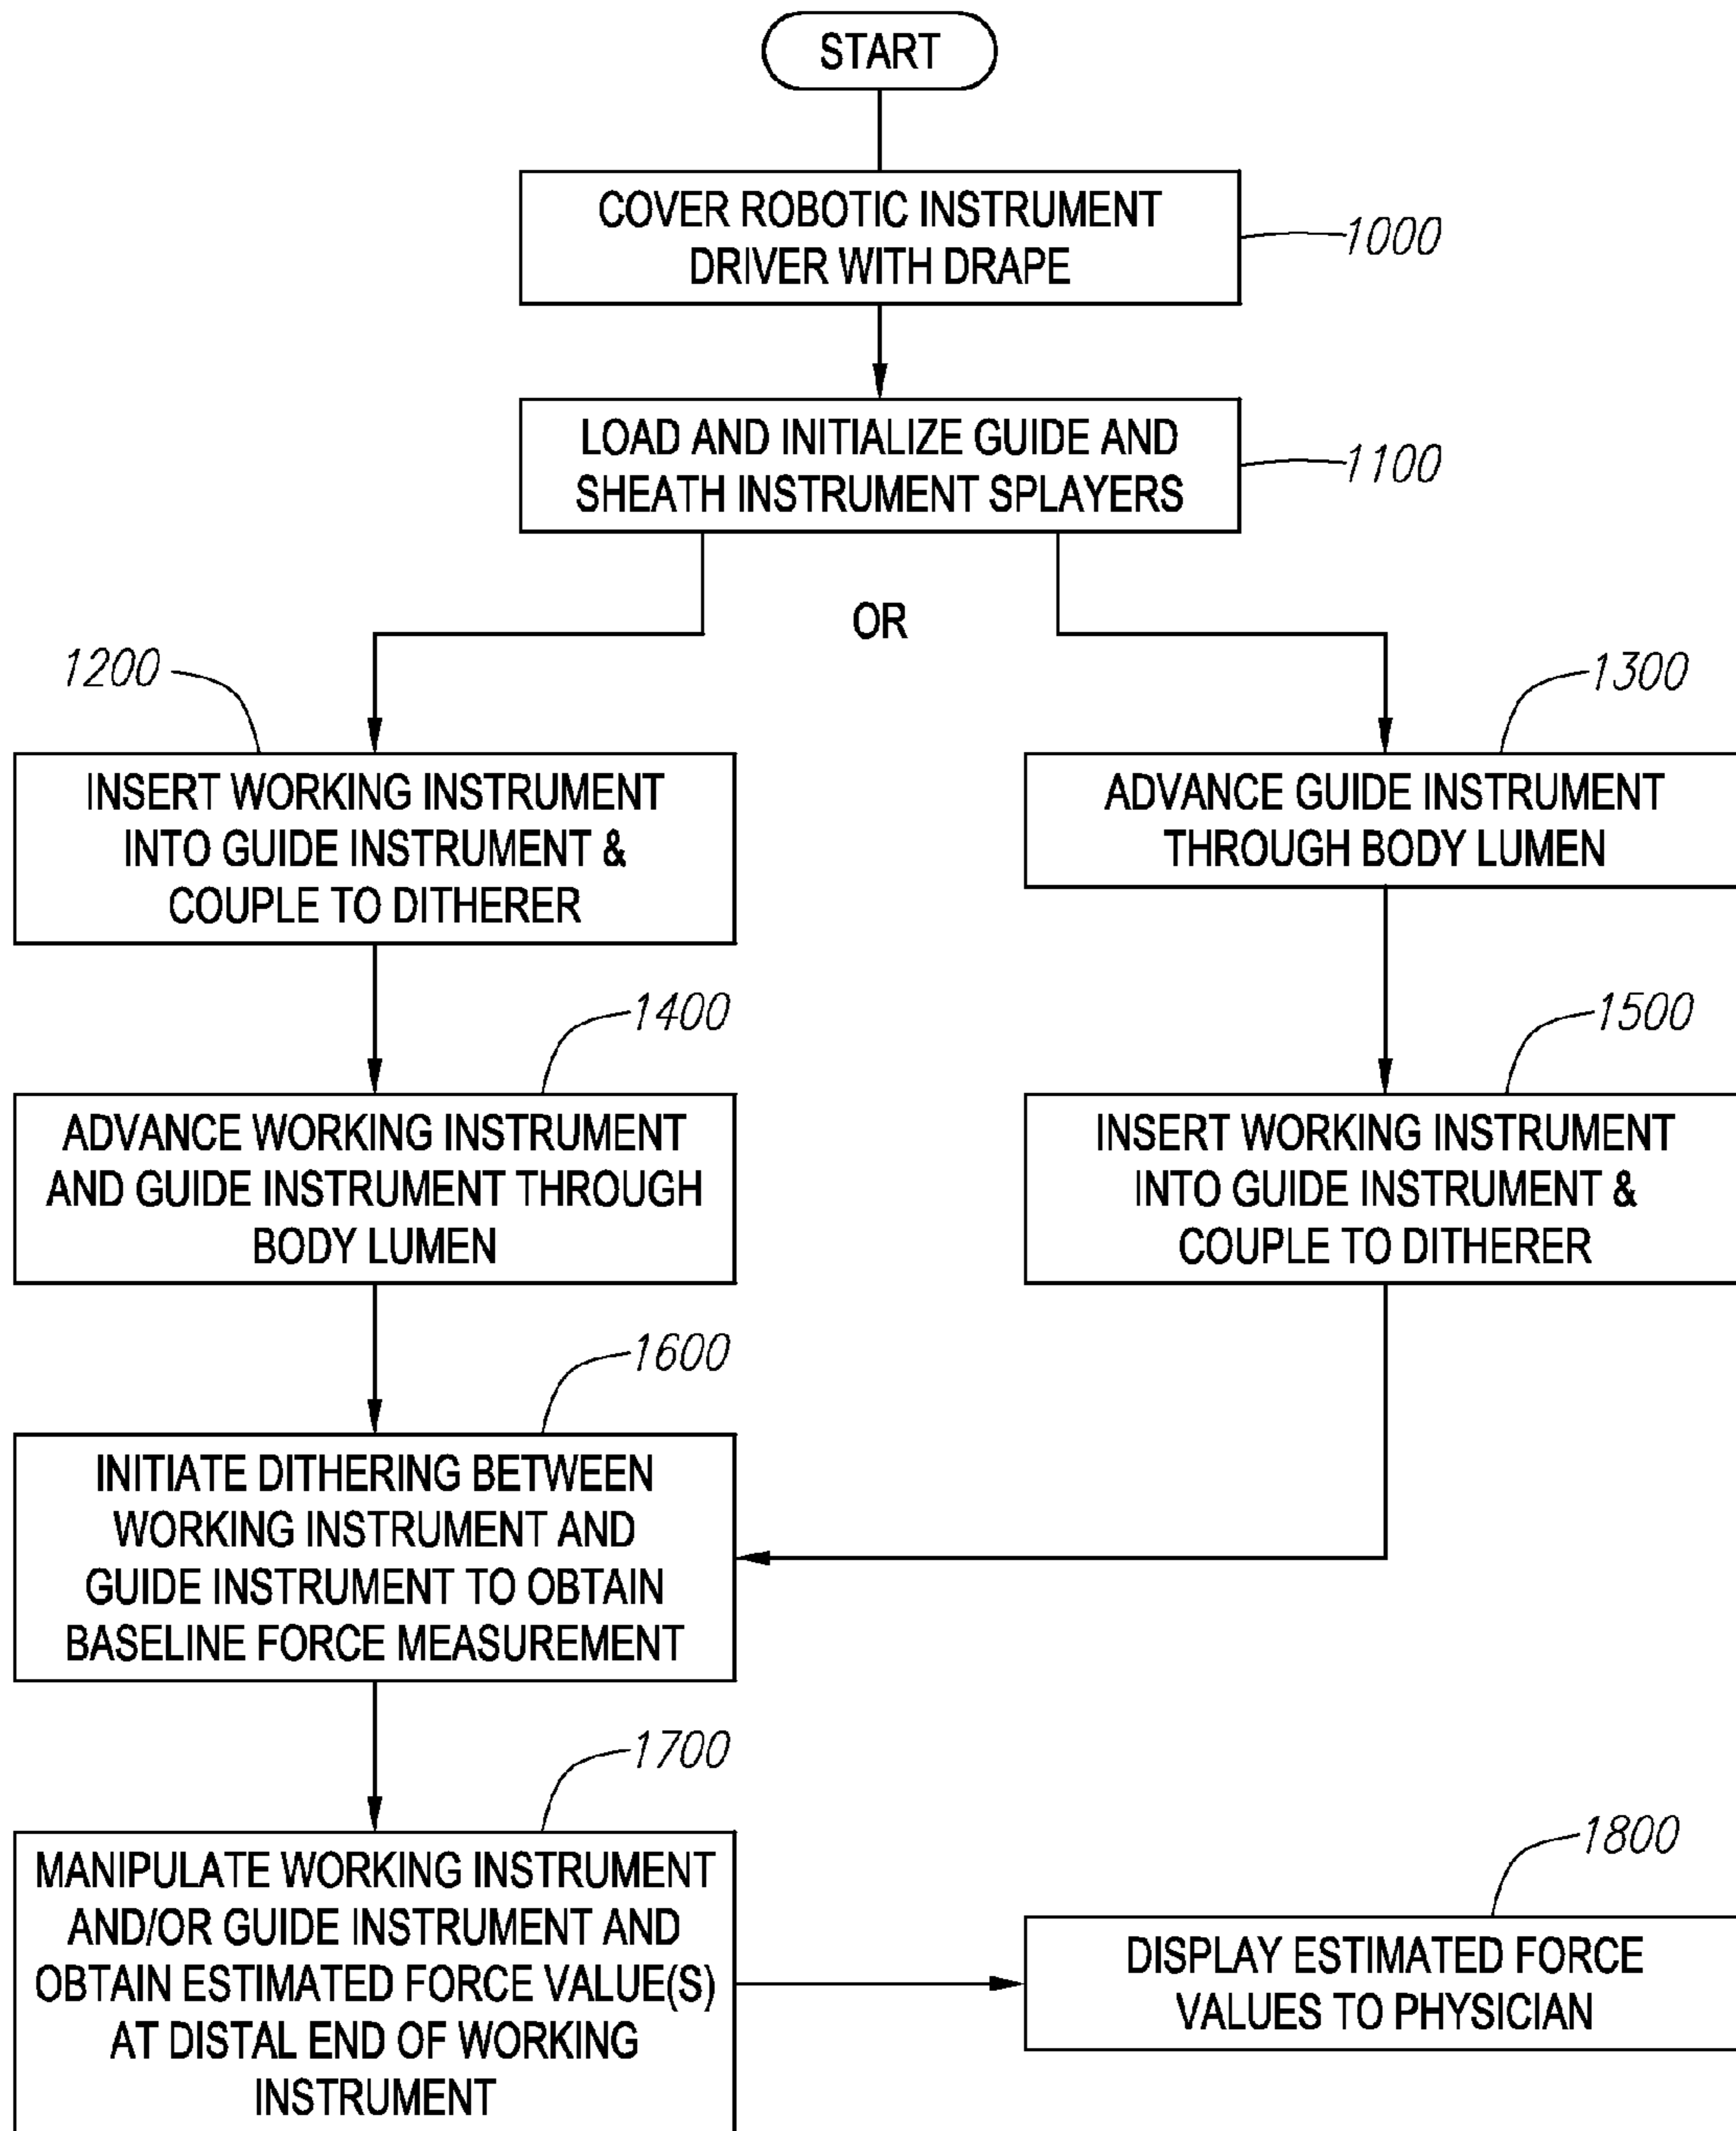 START
COVER ROBOTIC INSTRUMENT
DRIVER WITH DRAPE
1000
LOAD AND INITIALIZE GUIDE AND
SHEATH INSTRUMENT SPLAYERS
1100
OR
1200
INSERT WORKING INSTRUMENT
INTO GUIDE INSTRUMENT &
COUPLE TO DITHERER
1300
ADVANCE GUIDE INSTRUMENT
THROUGH BODY LUMEN
1400
ADVANCE WORKING INSTRUMENT
AND GUIDE INSTRUMENT THROUGH
BODY LUMEN
1500
INSERT WORKING INSTRUMENT
INTO GUIDE INSTRUMENT &
COUPLE TO DITHERER
1600
INITIATE DITHERING BETWEEN
WORKING INSTRUMENT AND
GUIDE INSTRUMENT TO OBTAIN
BASELINE FORCE MEASUREMENT
1700
MANIPULATE WORKING INSTRUMENT
AND/OR GUIDE INSTRUMENT AND
OBTAIN ESTIMATED FORCE VALUE(S)
AT DISTAL END OF WORKING
INSTRUMENT
1800
DISPLAY ESTIMATED FORCE
VALUES TO PHYSICIAN